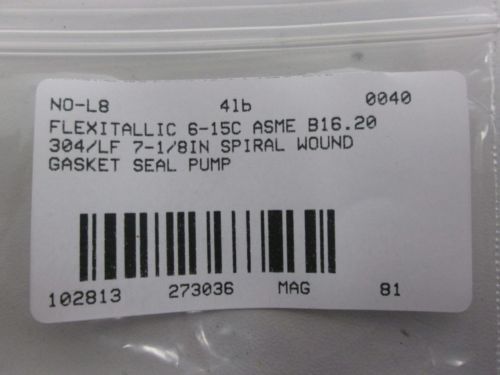 NO-L8 4lb 0040
FLEXITALLIC 6-15C ASME B16.20
304/LF 7-1/8IN SPIRAL WOUND
GASKET SEAL PUMP
102813 273036 MAG 81